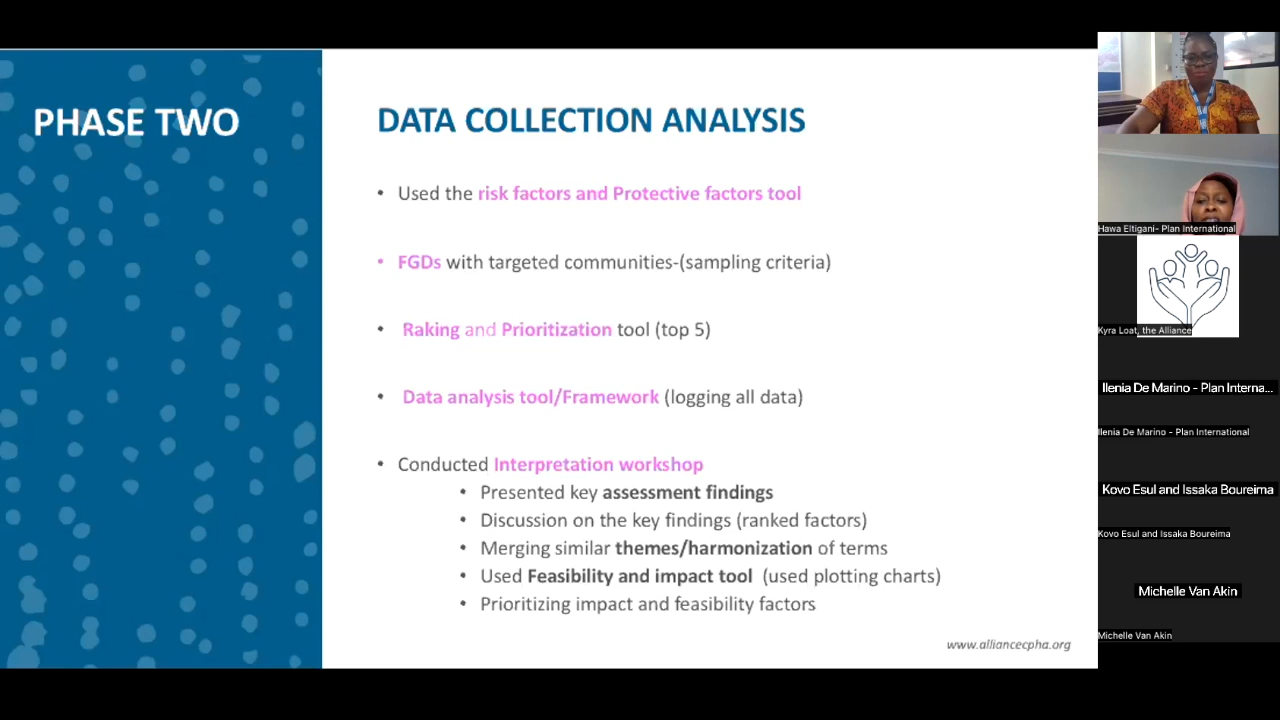 PHASE TWO
DATA COLLECTION ANALYSIS
• Used the risk factors and Protective factors tool
• FGDs with targeted communities-(sampling criteria)
• Raking and Prioritization tool (top 5)
• Data analysis tool/Framework (logging all data)
• Conducted Interpretation workshop
• Presented key assessment findings
• Discussion on the key findings (ranked factors)
• Merging similar themes/harmonization of terms
• Used Feasibility and impact tool (used plotting charts)
• Prioritizing impact and feasibility factors
www.alliancecpha.org
Hawa Eltigani- Plan International
Kyra Loat, the Alliance
Ilenia De Marino - Plan Interna...
Ilenia De Marino - Plan International
Kovo Esul and Issaka Boureima
Kovo Esul and Issaka Boureima
Michelle Van Akin
Michelle Van Akin